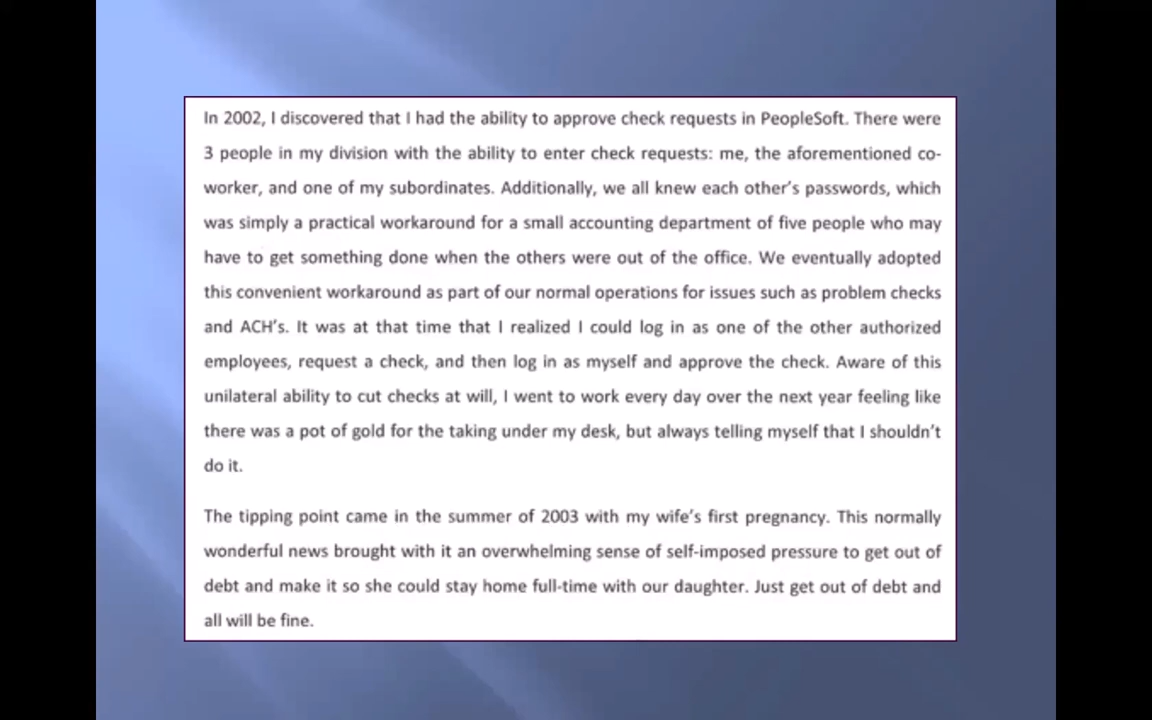 In 2002, I discovered that I had the ability to approve check requests in PeopleSoft. There were
3 people in my division with the ability to enter check requests: me, the aforementioned co-
worker, and one of my subordinates. Additionally, we all knew each other's passwords, which
was simply a practical workaround for a small accounting department of five people who may
have to get something done when the others were out of the office. We eventually adopted
this convenient workaround as part of our normal operations for issues such as problem checks
and ACH's. It was at that time that I realized I could log in as one of the other authorized
employees, request a check, and then log in as myself and approve the check. Aware of this
unilateral ability to cut checks at will, I went to work every day over the next year feeling like
there was a pot of gold for the taking under my desk, but always telling myself that I shouldn't
do it.
The tipping point came in the summer of 2003 with my wife's first pregnancy. This normally
wonderful news brought with it an overwhelming sense of self-imposed pressure to get out of
debt and make it so she could stay home full-time with our daughter. Just get out of debt and
all will be fine.